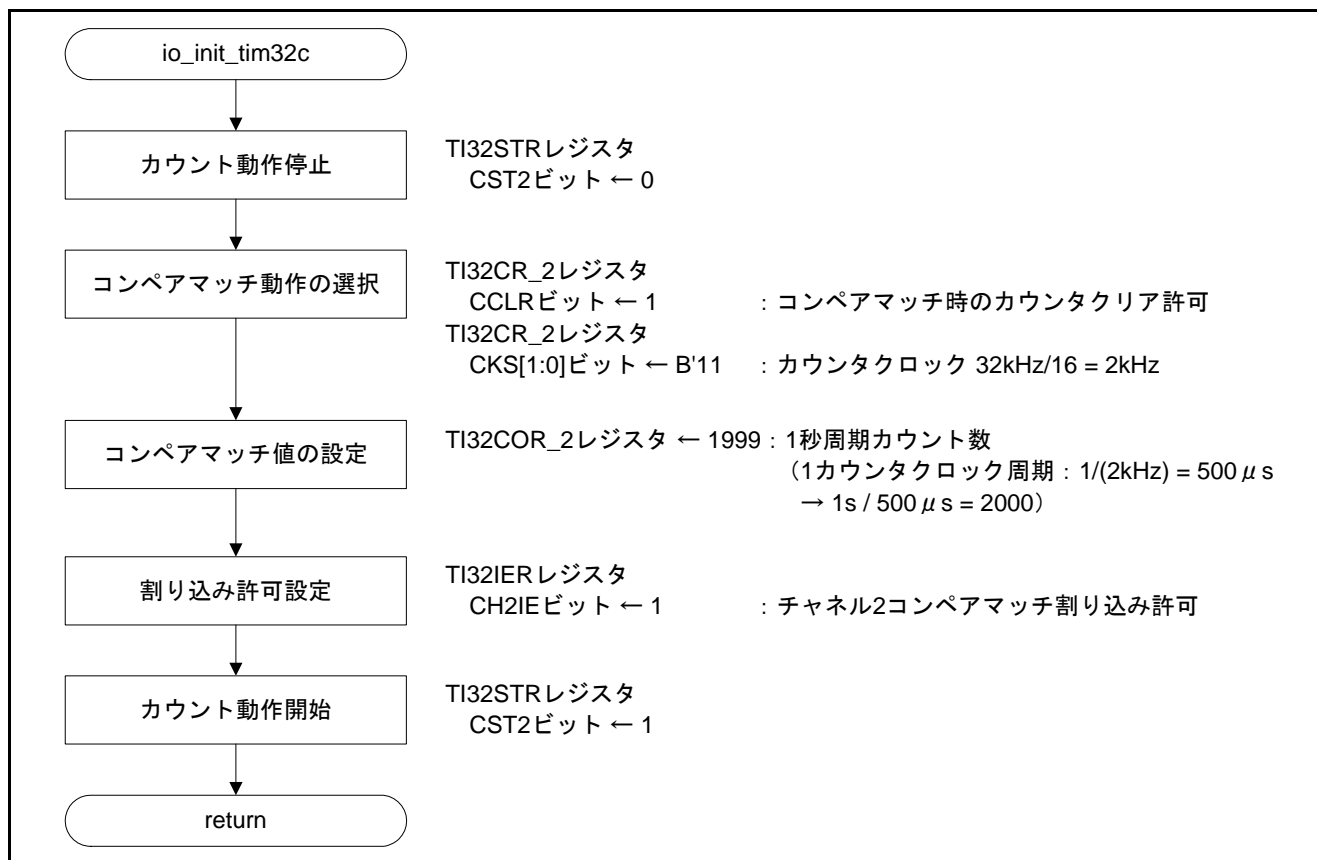 io_init_tim32c
カウント動作停止
TI32STRレジスタ
CST2ビット ← 0
コンペアマッチ動作の選択
TI32CR_2レジスタ
CCLRビット ← 1 : コンペアマッチ時のカウンタクリア許可
TI32CR_2レジスタ
CKS[1:0]ビット ← B'11 : カウンタクロック 32kHz/16 = 2kHz
コンペアマッチ値の設定
TI32COR_2レジスタ ← 1999 : 1秒周期カウント数
（1カウンタクロック周期 : 1/(2kHz) = 500μs
→ 1s / 500μs = 2000）
割り込み許可設定
TI32IERレジスタ
CH2IEビット ← 1 : チャネル2コンペアマッチ割り込み許可
カウント動作開始
TI32STRレジスタ
CST2ビット ← 1
return